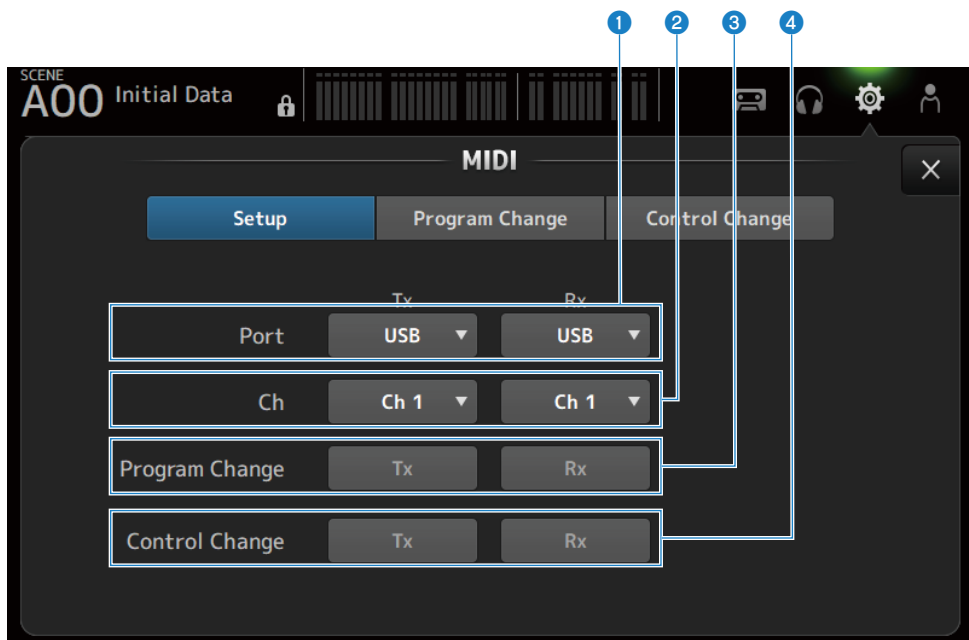 1 2 3 4
SCENE
A00 Initial Data
MIDI
Setup Program Change Control Change
Tx Rx
Port USB USB
Ch Ch 1 Ch 1
Program Change Tx Rx
Control Change Tx Rx